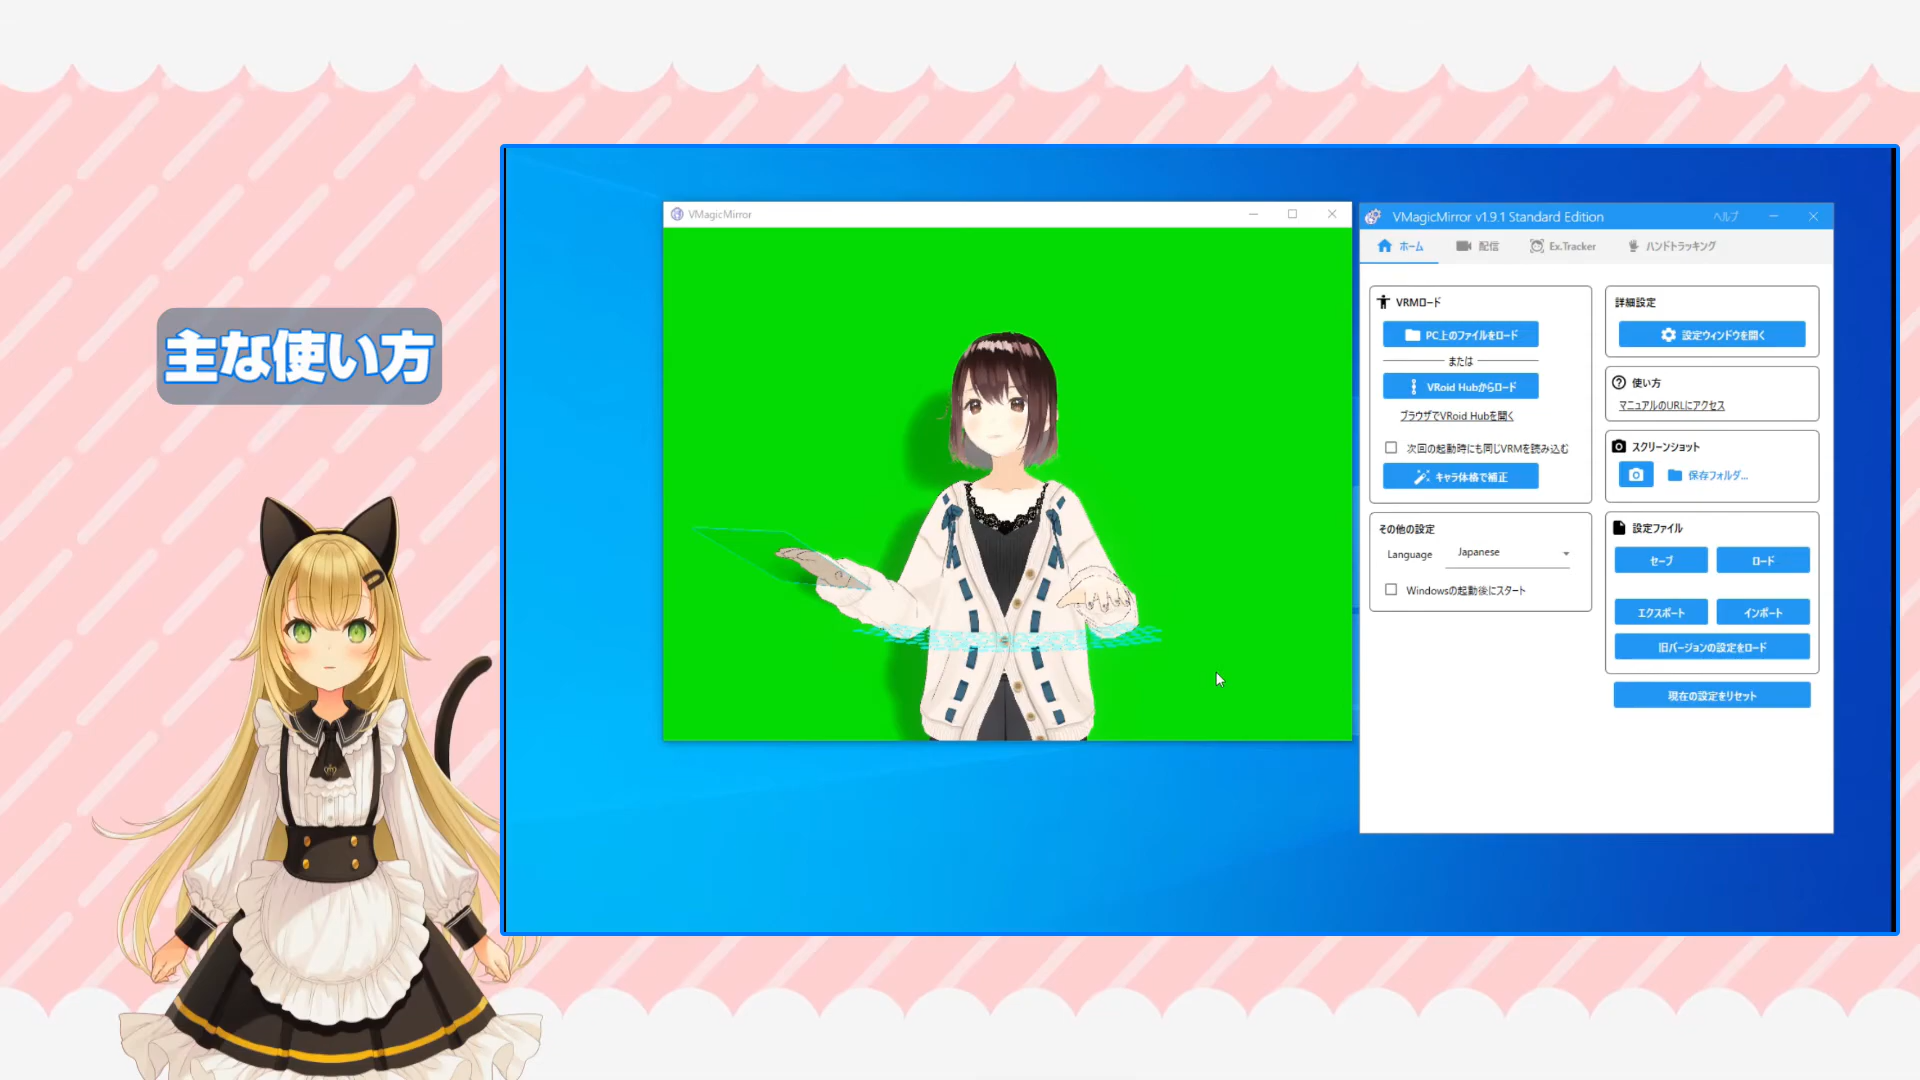 主な使い方
VMagicMirror
VMagicMirror v1.9.1 Standard Edition
ヘルプ
ホーム
配信
Ex.Tracker
ハンドトラッキング
VRMロード
PC上のファイルをロード
または
VRoid Hubからロード
ブラウザでVRoid Hubを開く
次回の起動時にも同じVRMを読み込む
キャラ体格で補正
その他の設定
Language
Japanese
Windowsの起動後にスタート
詳細設定
設定ウィンドウを開く
使い方
マニュアルのURLにアクセス
スクリーンショット
保存フォルダ...
設定ファイル
セーブ
ロード
エクスポート
インポート
旧バージョンの設定をロード
現在の設定をリセット